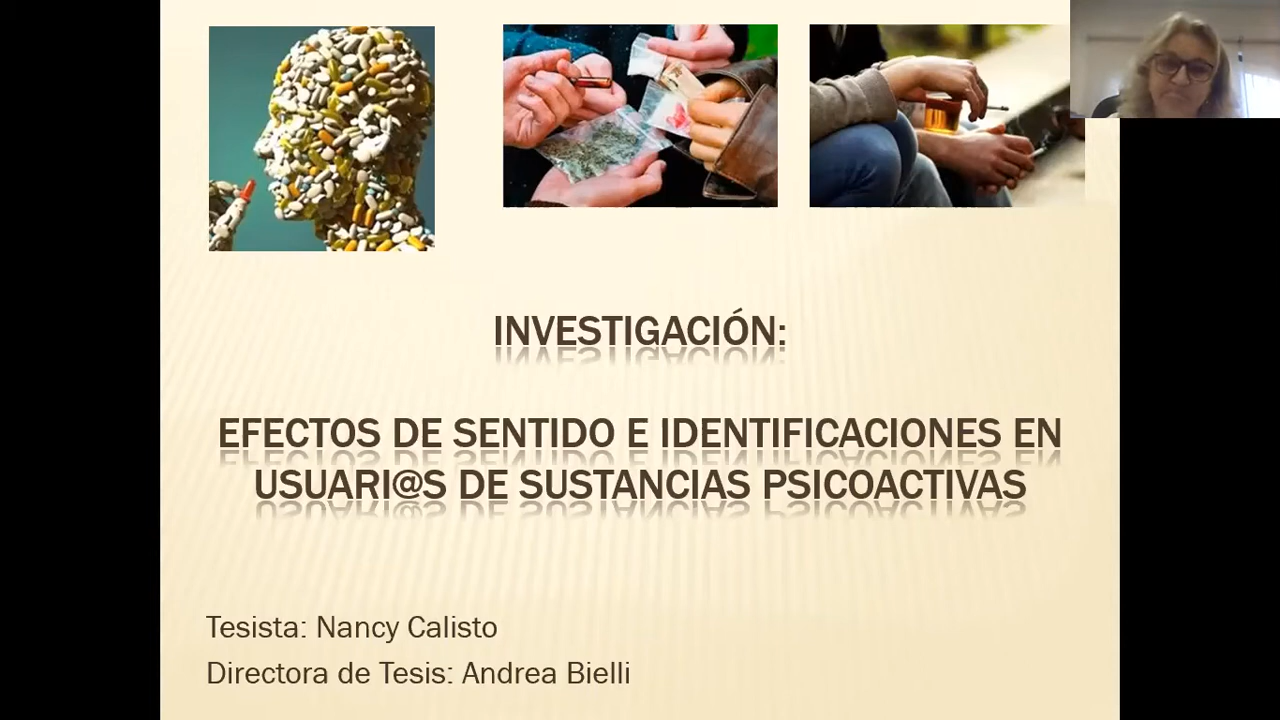 INVESTIGACIÓN:
EFECTOS DE SENTIDO E IDENTIFICACIONES EN
USUARI@S DE SUSTANCIAS PSICOACTIVAS
Tesista: Nancy Calisto
Directora de Tesis: Andrea Bielli